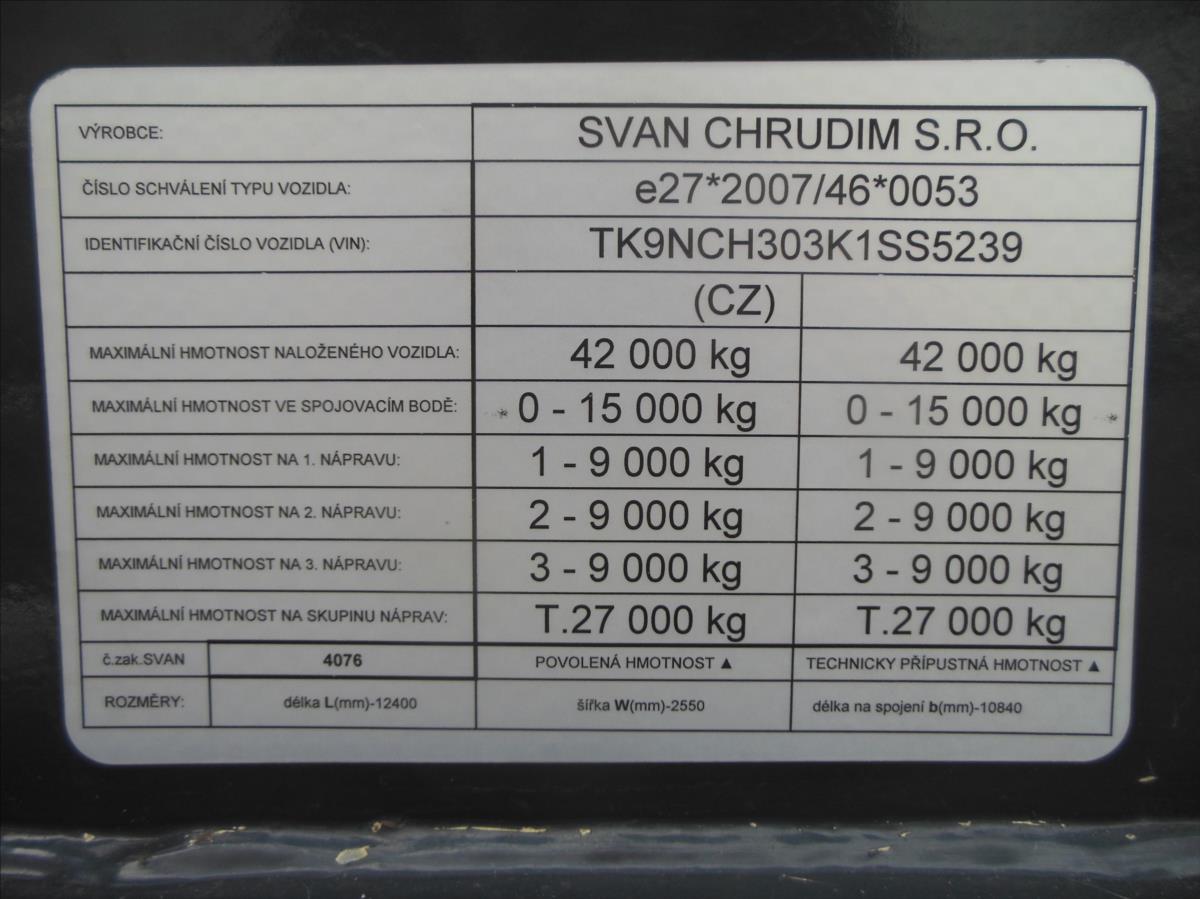 VÝROBCE: SVAN CHRUDIM S.R.O.
ČÍSLO SCHVÁLENÍ TYPU VOZIDLA: e27*2007/46*0053
IDENTIFIKAČNÍ ČÍSLO VOZIDLA (VIN): TK9NCH303K1SS5239
(CZ)
MAXIMÁLNÍ HMOTNOST NALOŽENÉHO VOZIDLA: 42 000 kg 42 000 kg
MAXIMÁLNÍ HMOTNOST VE SPOJOVACÍM BODĚ: 0 - 15 000 kg 0 - 15 000 kg
MAXIMÁLNÍ HMOTNOST NA 1. NÁPRAVU: 1 - 9 000 kg 1 - 9 000 kg
MAXIMÁLNÍ HMOTNOST NA 2. NÁPRAVU: 2 - 9 000 kg 2 - 9 000 kg
MAXIMÁLNÍ HMOTNOST NA 3. NÁPRAVU: 3 - 9 000 kg 3 - 9 000 kg
MAXIMÁLNÍ HMOTNOST NA SKUPINU NÁPRAV: T.27 000 kg T.27 000 kg
č.zak.SVAN 4076 POVOLENÁ HMOTNOST ▲ TECHNICKY PŘÍPUSTNÁ HMOTNOST ▲
ROZMĚRY: délka L(mm)-12400 šířka W(mm)-2550 délka na spojení b(mm)-10840